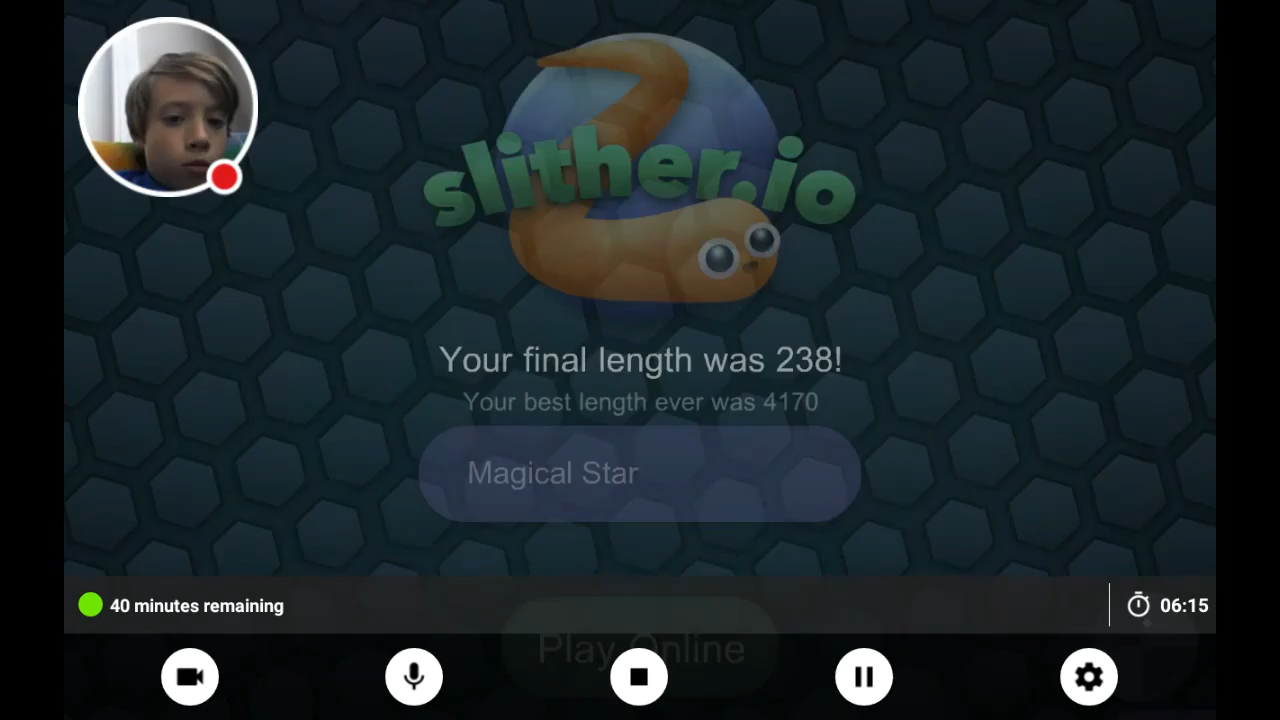 slither.io
Your final length was 238!
Your best length ever was 4170
Magical Star
40 minutes remaining
06:15
Play Online